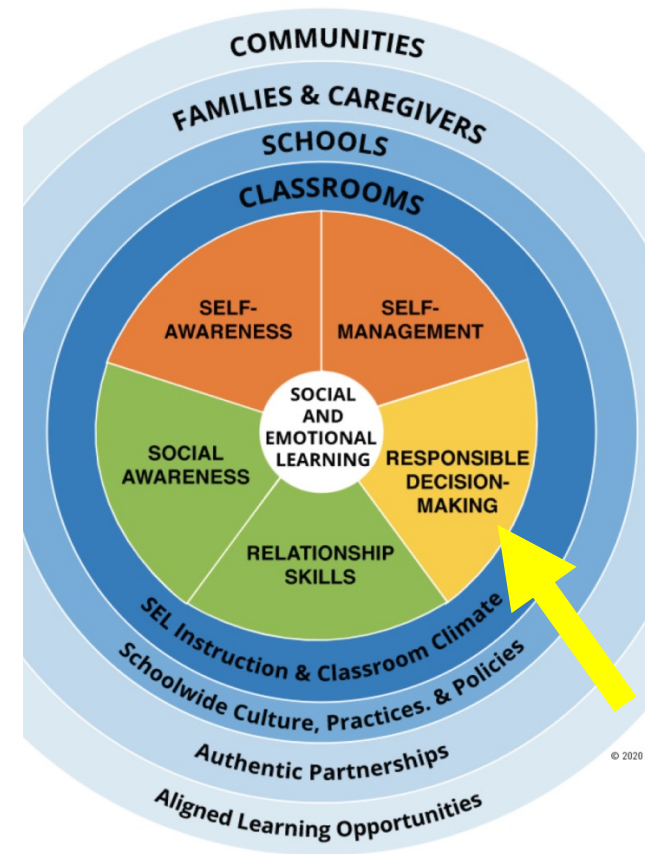 COMMUNITIES
FAMILIES & CAREGIVERS
SCHOOLS
CLASSROOMS
SELF-
AWARENESS
SELF-
MANAGEMENT
SOCIAL
AND
EMOTIONAL
LEARNING
SOCIAL
AWARENESS
RESPONSIBLE
DECISION-
MAKING
RELATIONSHIP
SKILLS
SEL Instruction & Classroom Climate
Schoolwide Culture, Practices. & Policies
Authentic Partnerships
Aligned Learning Opportunities
© 2020